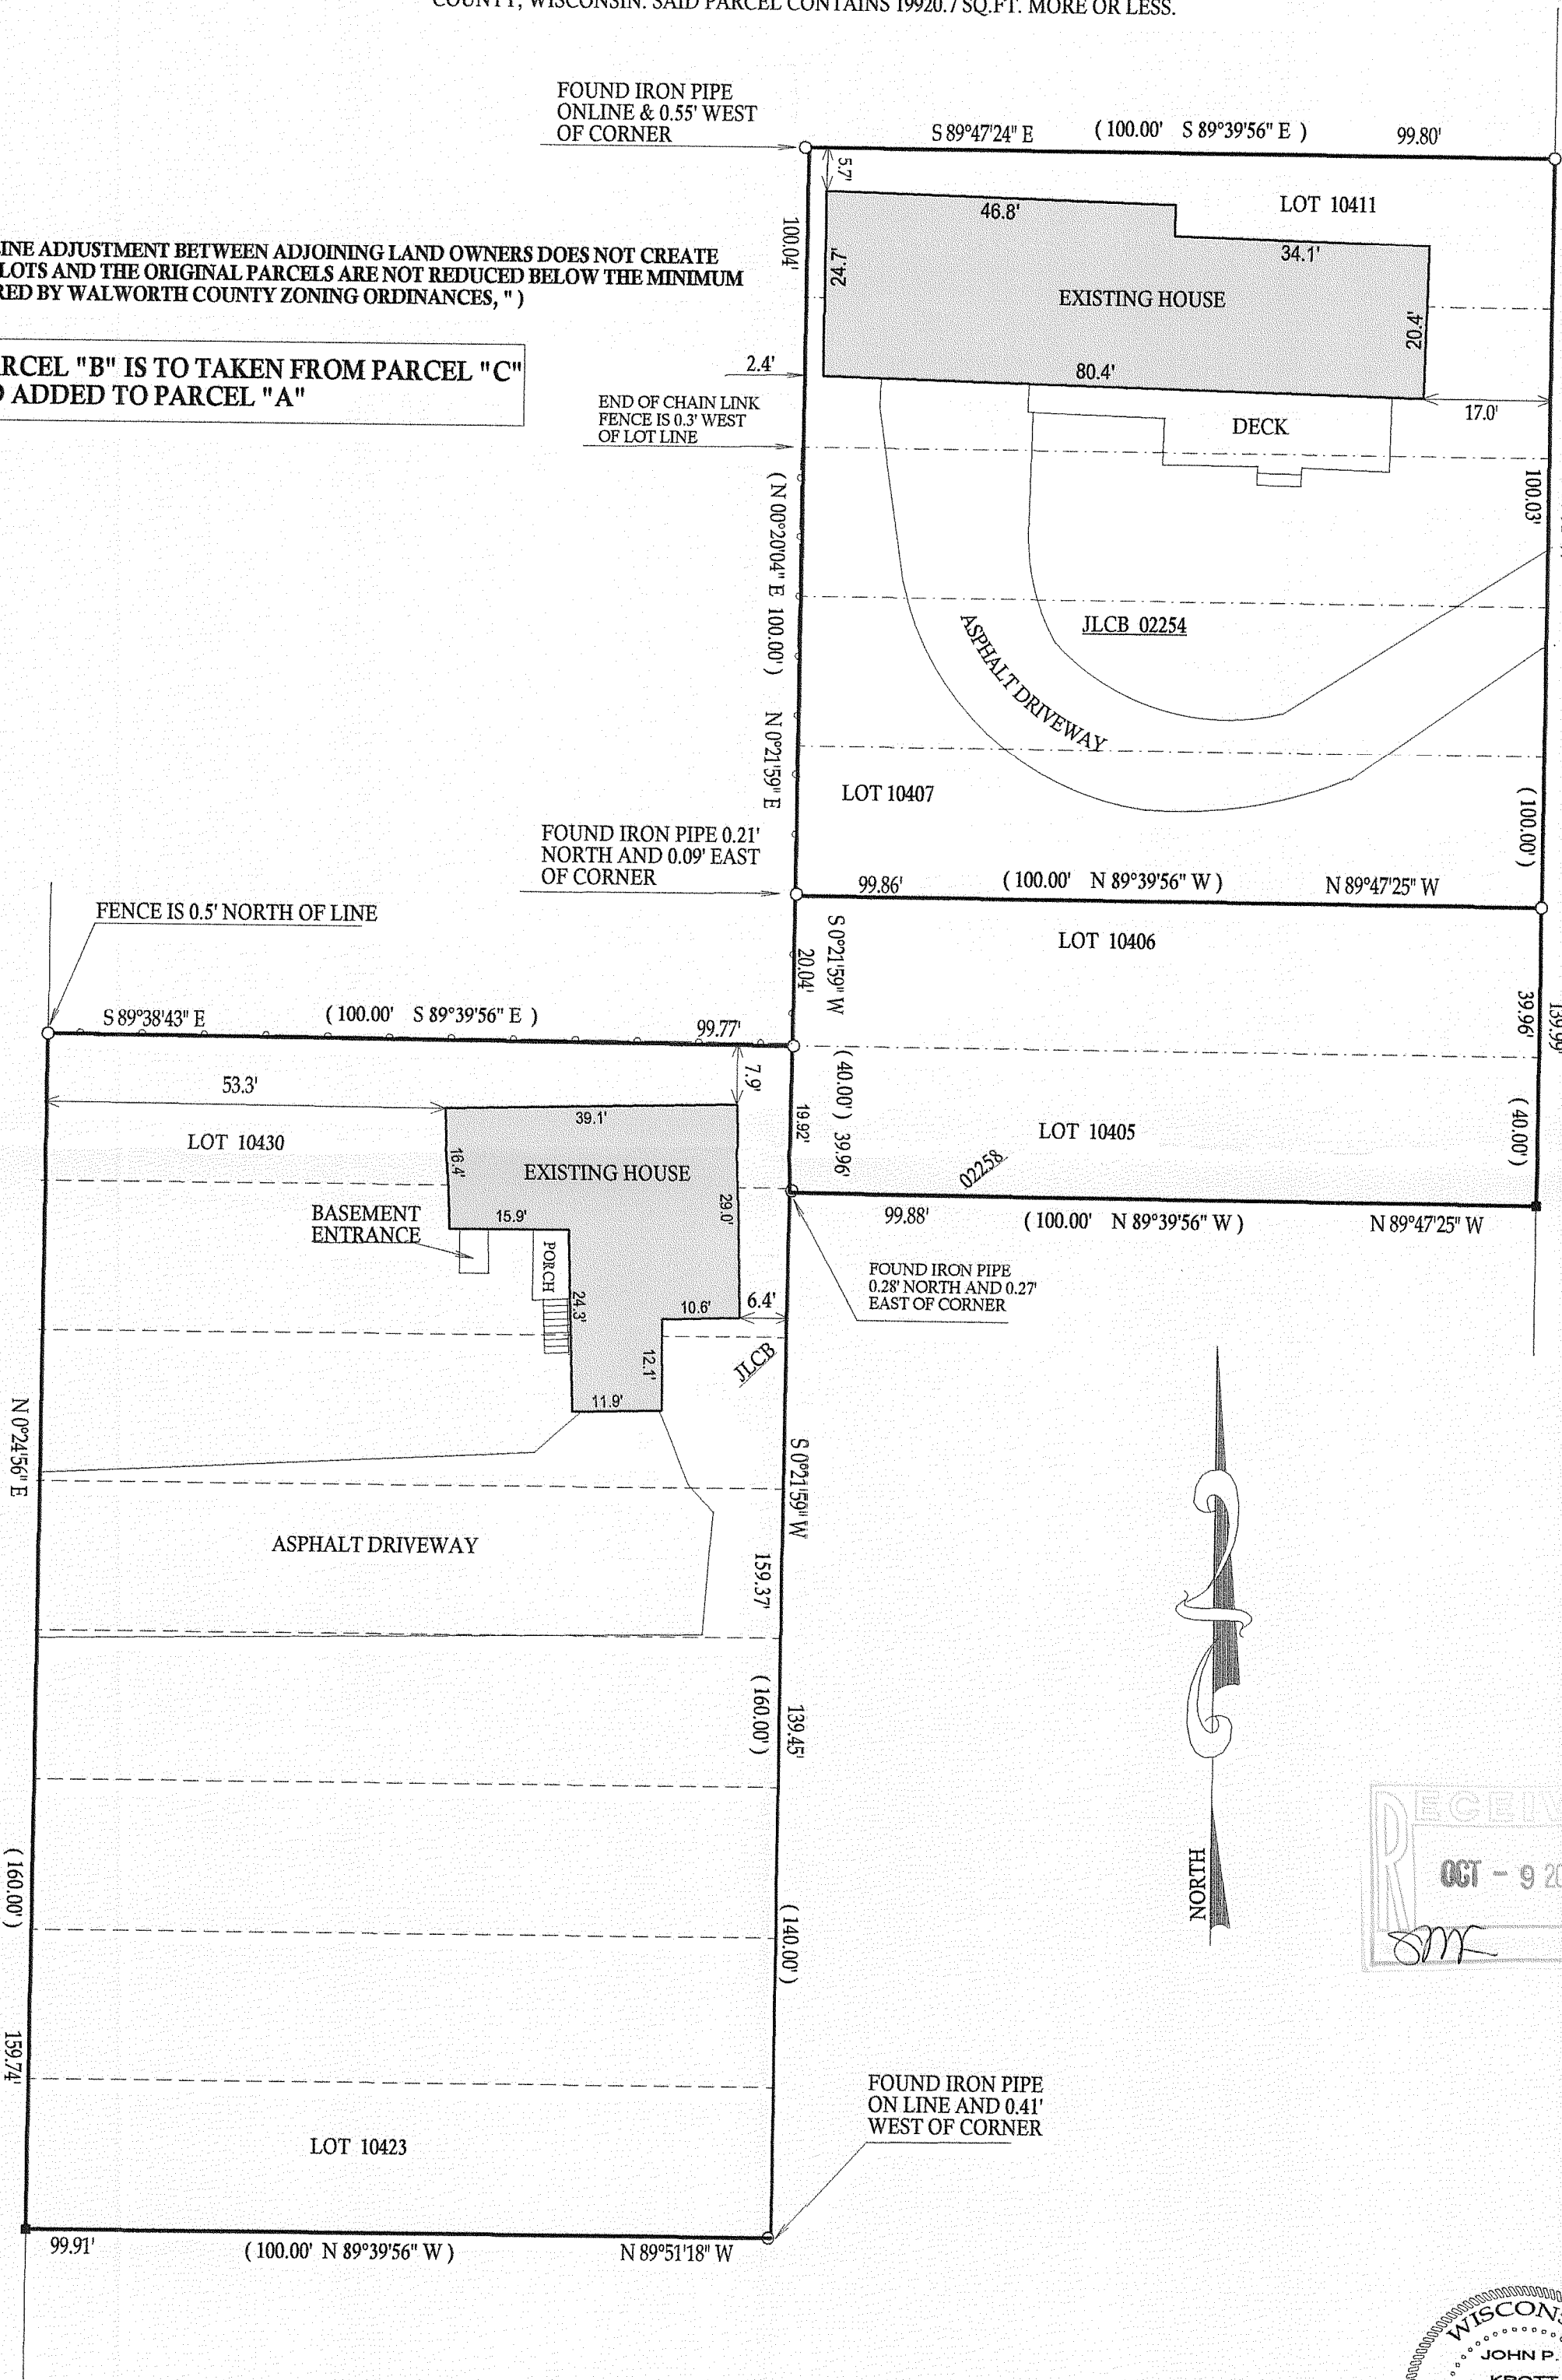 COUNTY, WISCONSIN. SAID PARCEL CONTAINS 19920.7 SQ.FT. MORE OR LESS.
FOUND IRON PIPE
ONLINE & 0.55' WEST
OF CORNER
S 89°47'24" E ( 100.00' S 89°39'56" E ) 99.80'
5.7'
LOT 10411
46.8'
34.1'
100.04'
24.7'
EXISTING HOUSE
20.4'
INE ADJUSTMENT BETWEEN ADJOINING LAND OWNERS DOES NOT CREATE
LOTS AND THE ORIGINAL PARCELS ARE NOT REDUCED BELOW THE MINIMUM
RED BY WALWORTH COUNTY ZONING ORDINANCES, " )
RCEL "B" IS TO TAKEN FROM PARCEL "C"
ADDED TO PARCEL "A"
2.4'
80.4'
17.0'
END OF CHAIN LINK
FENCE IS 0.3' WEST
OF LOT LINE
DECK
100.03'
( N 00°20'04" E 100.00' ) N 0°21'59" E
JLCB 02254
ASPHALT DRIVEWAY
LOT 10407
( 100.00' )
FOUND IRON PIPE 0.21'
NORTH AND 0.09' EAST
OF CORNER
99.86' ( 100.00' N 89°39'56" W ) N 89°47'25" W
FENCE IS 0.5' NORTH OF LINE
S 0°21'59" W
20.04'
LOT 10406
39.96'
139.99'
S 89°38'43" E ( 100.00' S 89°39'56" E ) 99.77'
53.3'
7.9'
39.1'
19.92'
( 40.00' ) 39.96'
LOT 10405
( 40.00' )
LOT 10430
16.4'
EXISTING HOUSE
29.0'
02258
BASEMENT
ENTRANCE
15.9'
99.88' ( 100.00' N 89°39'56" W ) N 89°47'25" W
PORCH
24.3'
10.6'
6.4'
FOUND IRON PIPE
0.28' NORTH AND 0.27'
EAST OF CORNER
12.1'
JLCB
11.9'
N 0°24'56" E
S 0°21'59" W
ASPHALT DRIVEWAY
159.37'
( 160.00' )
139.45'
( 160.00' )
( 140.00' )
NORTH
RECEIV
OCT - 9 20
SMK
159.74'
FOUND IRON PIPE
ON LINE AND 0.41'
WEST OF CORNER
LOT 10423
99.91' ( 100.00' N 89°39'56" W ) N 89°51'18" W
WISCONS
JOHN P.